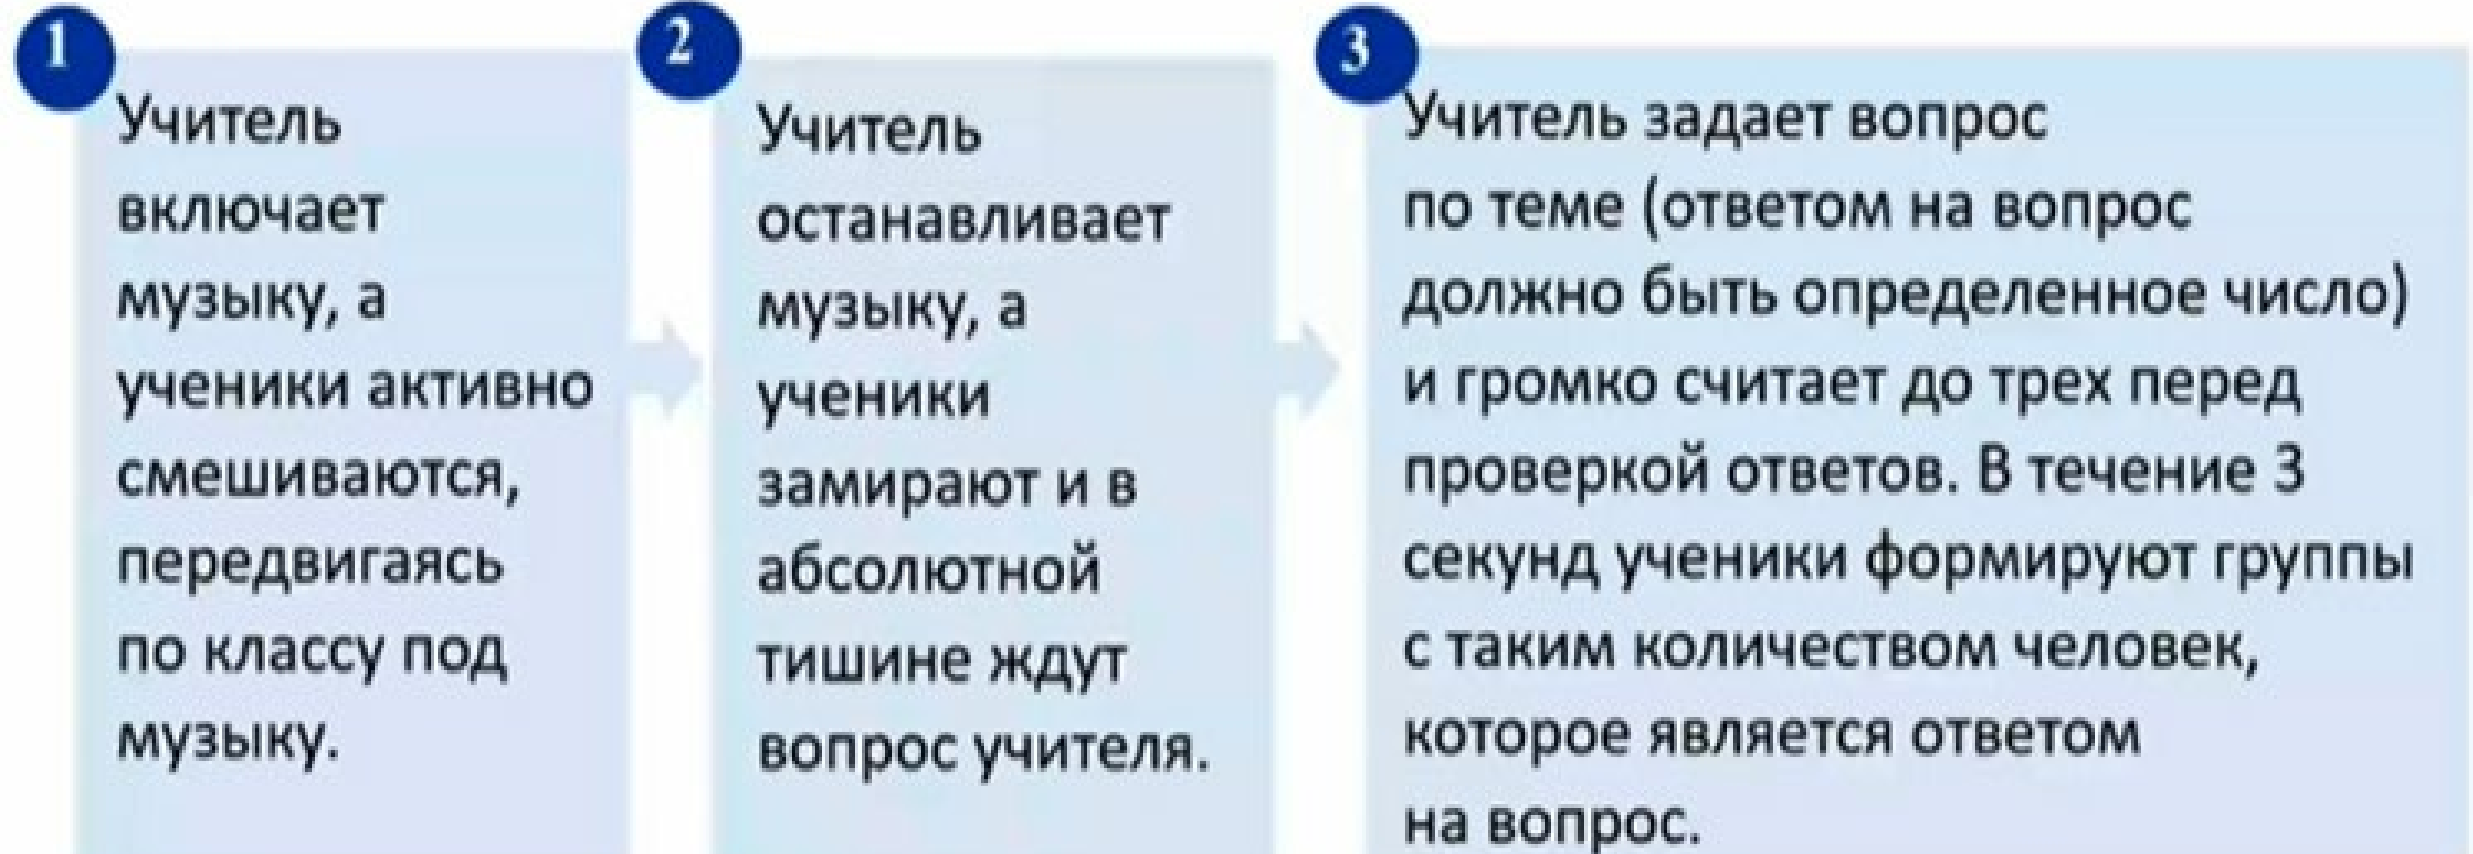 1
Учитель
включает
музыку, а
ученики активно
смешиваются,
передвигаясь
по классу под
музыку.
2
Учитель
останавливает
музыку, а
ученики
замирают и в
абсолютной
тишине ждут
вопрос учителя.
3
Учитель задает вопрос
по теме (ответом на вопрос
должно быть определенное число)
и громко считает до трех перед
проверкой ответов. В течение 3
секунд ученики формируют группы
с таким количеством человек,
которое является ответом
на вопрос.